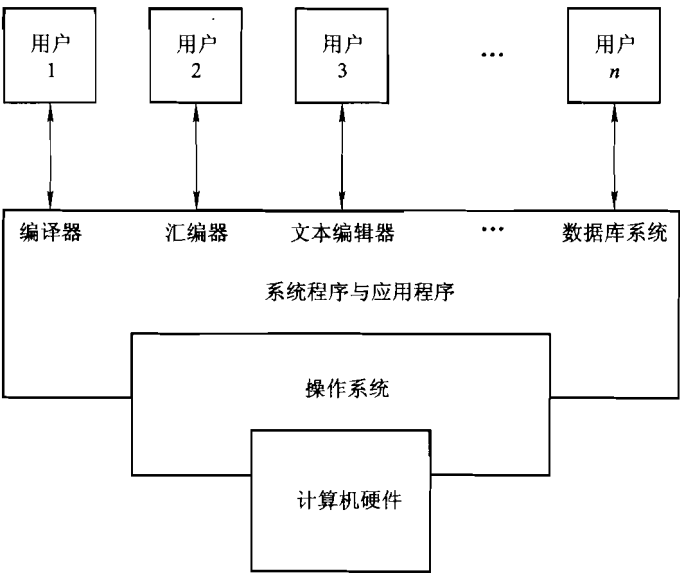 用户 用户 用户 … 用户
1 2 3 n
编译器 汇编器 文本编辑器 … 数据库系统
系统程序与应用程序
操作系统
计算机硬件